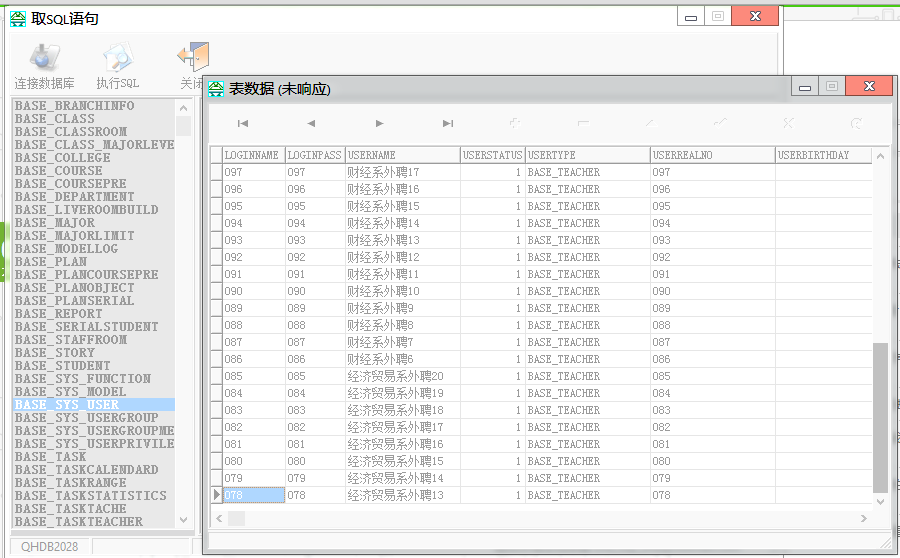 取SQL语句
连接数据库 执行SQL 关闭
BASE_BRANCHINFO
BASE_CLASS
BASE_CLASSROOM
BASE_CLASS_MAJORLEVE
BASE_COLLEGE
BASE_COURSE
BASE_COURSEPRE
BASE_DEPARTMENT
BASE_LIVEROOMBUILD
BASE_MAJOR
BASE_MAJORLIMIT
BASE_MODELLOG
BASE_PLAN
BASE_PLANCOURSEPRE
BASE_PLANOBJECT
BASE_PLANSERIAL
BASE_REPORT
BASE_SERIALSTUDENT
BASE_STAFFROOM
BASE_STORY
BASE_STUDENT
BASE_SYS_FUNCTION
BASE_SYS_MODEL
BASE_SYS_USER
BASE_SYS_USERGROUP
BASE_SYS_USERGROUPME
BASE_SYS_USERPRIVILE
BASE_TASK
BASE_TASKCALENDARD
BASE_TASKRANGE
BASE_TASKSTATISTICS
BASE_TASKTACHE
BASE_TASKTEACHER
QHDB2028
表数据 (未响应)
LOGINNAME LOGINPASS USERNAME USERSTATUS USERTYPE USERREALNO USERBIRTHDAY
097 097 财经系外聘17 1 BASE_TEACHER 097
096 096 财经系外聘16 1 BASE_TEACHER 096
095 095 财经系外聘15 1 BASE_TEACHER 095
094 094 财经系外聘14 1 BASE_TEACHER 094
093 093 财经系外聘13 1 BASE_TEACHER 093
092 092 财经系外聘12 1 BASE_TEACHER 092
091 091 财经系外聘11 1 BASE_TEACHER 091
090 090 财经系外聘10 1 BASE_TEACHER 090
089 089 财经系外聘9 1 BASE_TEACHER 089
088 088 财经系外聘8 1 BASE_TEACHER 088
087 087 财经系外聘7 1 BASE_TEACHER 087
086 086 财经系外聘6 1 BASE_TEACHER 086
085 085 经济贸易系外聘20 1 BASE_TEACHER 085
084 084 经济贸易系外聘19 1 BASE_TEACHER 084
083 083 经济贸易系外聘18 1 BASE_TEACHER 083
082 082 经济贸易系外聘17 1 BASE_TEACHER 082
081 081 经济贸易系外聘16 1 BASE_TEACHER 081
080 080 经济贸易系外聘15 1 BASE_TEACHER 080
079 079 经济贸易系外聘14 1 BASE_TEACHER 079
078 078 经济贸易系外聘13 1 BASE_TEACHER 078